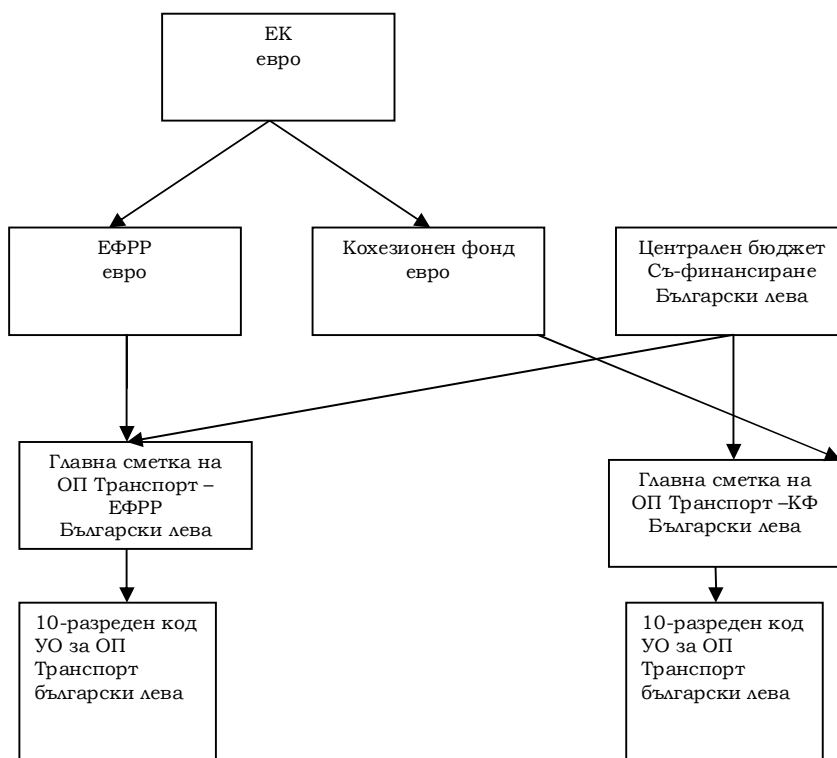 ЕК
евро
ЕФРР
евро
Кохезионен фонд
евро
Централен бюджет
Съ-финансиране
Български лева
Главна сметка на
ОП Транспорт –
ЕФРР
Български лева
Главна сметка на
ОП Транспорт –КФ
Български лева
10-разреден код
УО за ОП
Транспорт
български лева
10-разреден код
УО за ОП
Транспорт
български лева